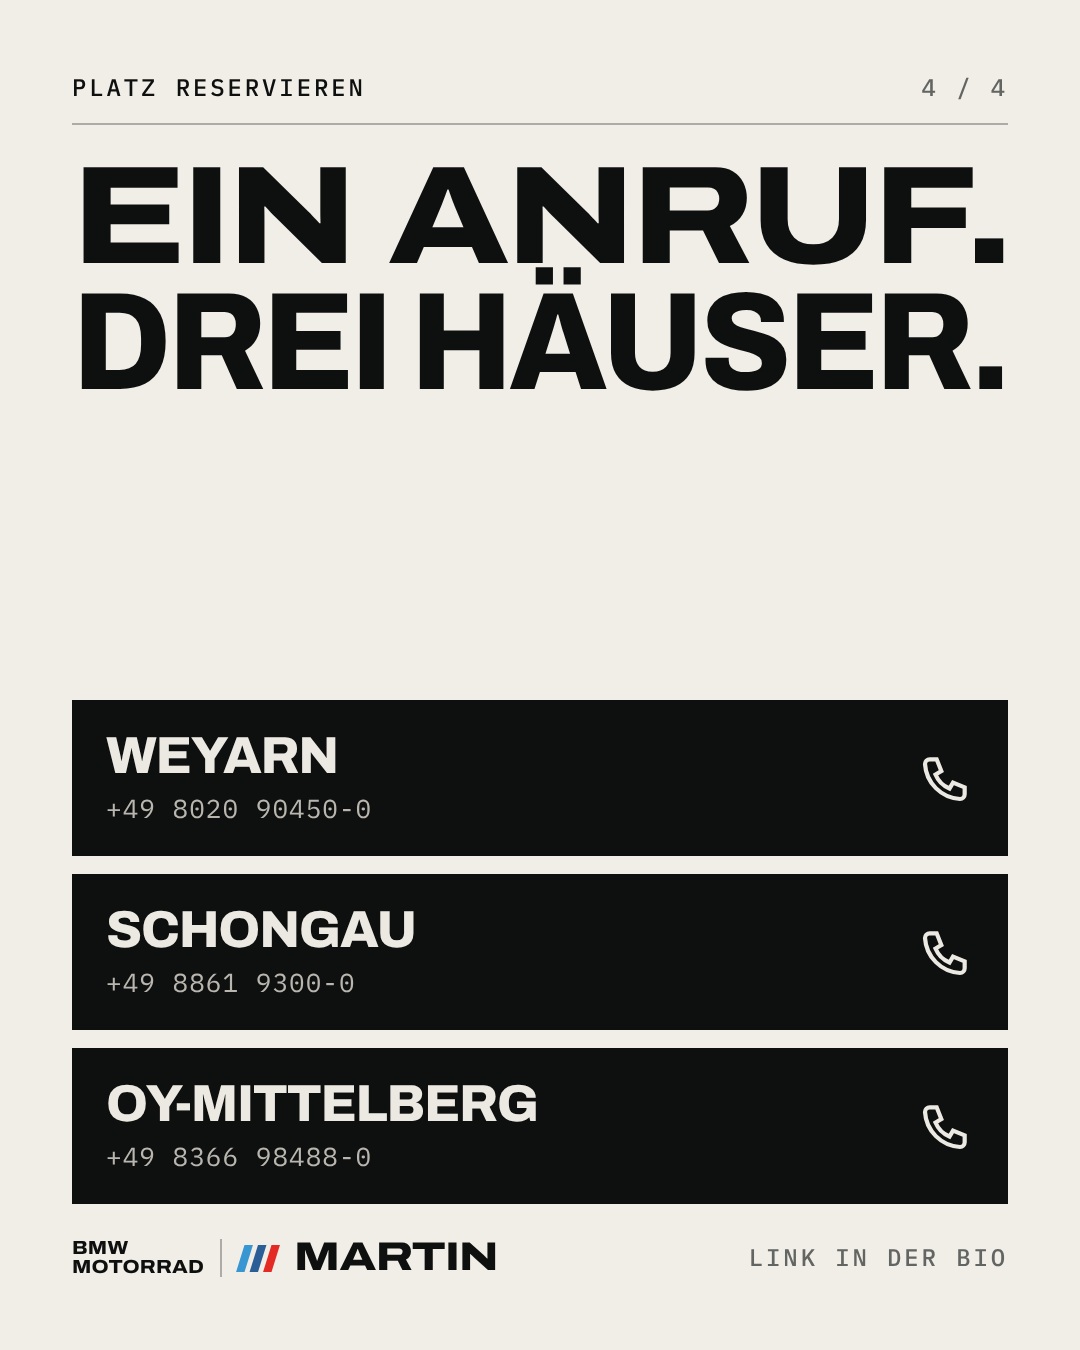 PLATZ RESERVIEREN
4 / 4
EIN ANRUF.
DREI HÄUSER.
WEYARN
+49 8020 90450-0
SCHONGAU
+49 8861 9300-0
OY-MITTELBERG
+49 8366 98488-0
BMW
MOTORRAD
MARTIN
LINK IN DER BIO